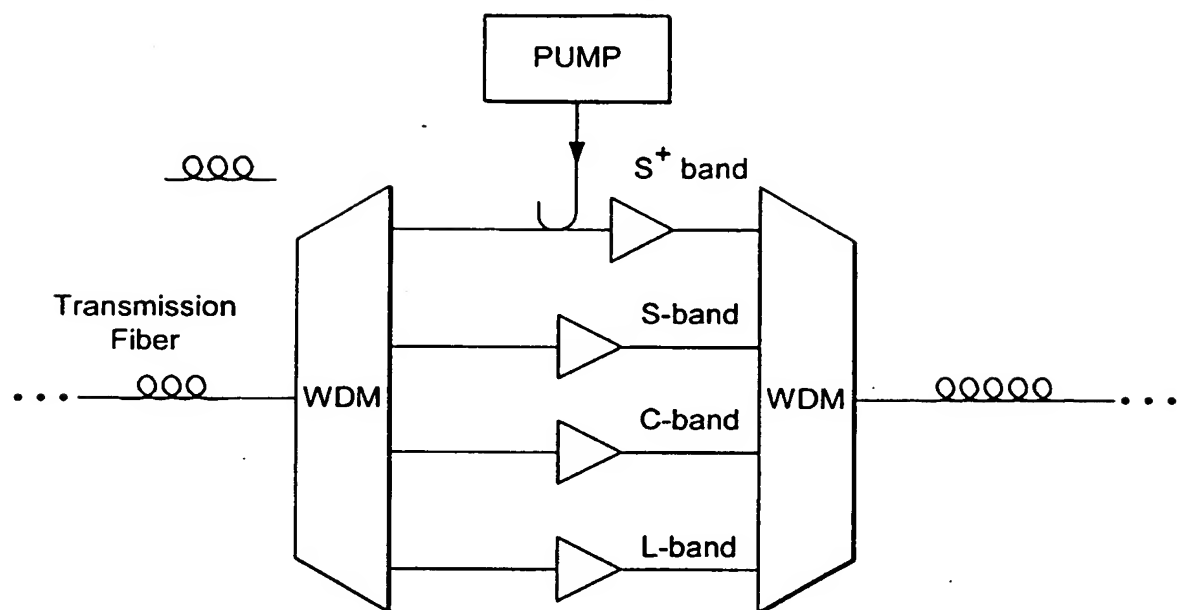 PUMP
S⁺ band
Transmission
Fiber
S-band
WDM
WDM
C-band
L-band